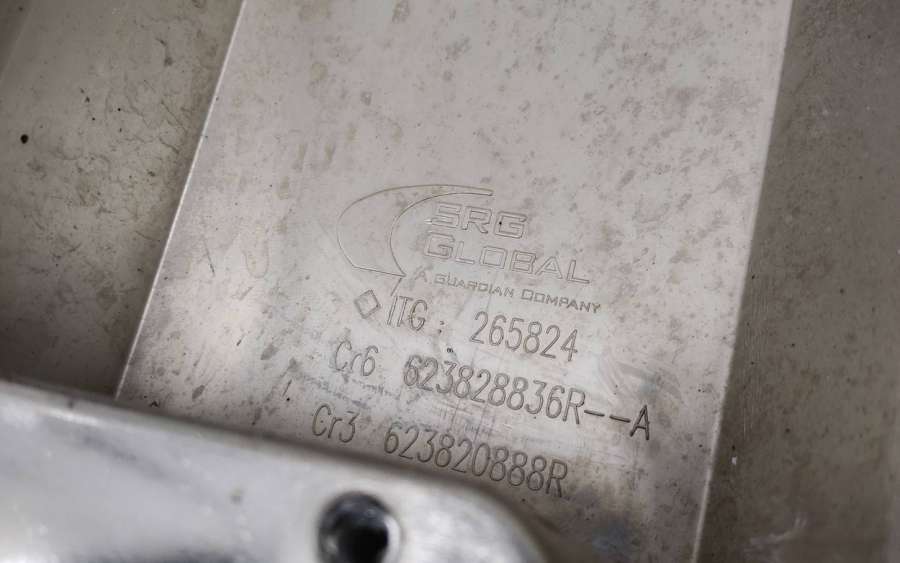 SRG
GLOBAL
A GUARDIAN COMPANY
ITG: 265824
Cr6 623828836R--A
Cr3 623820888R